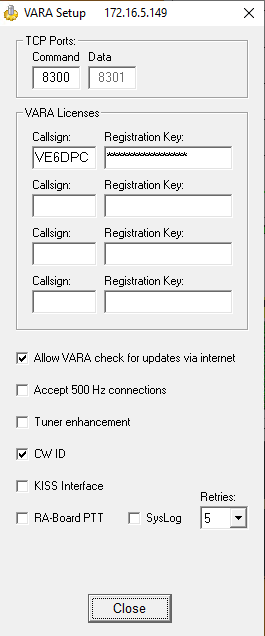 VARA Setup 172.16.5.149
TCP Ports:
Command Data
8300 8301
VARA Licenses
Callsign: Registration Key:
VE6DPC ****************
Callsign: Registration Key:
Callsign: Registration Key:
Callsign: Registration Key:
Allow VARA check for updates via internet
Accept 500 Hz connections
Tuner enhancement
CW ID
KISS Interface
Retries:
RA-Board PTT SysLog 5
Close